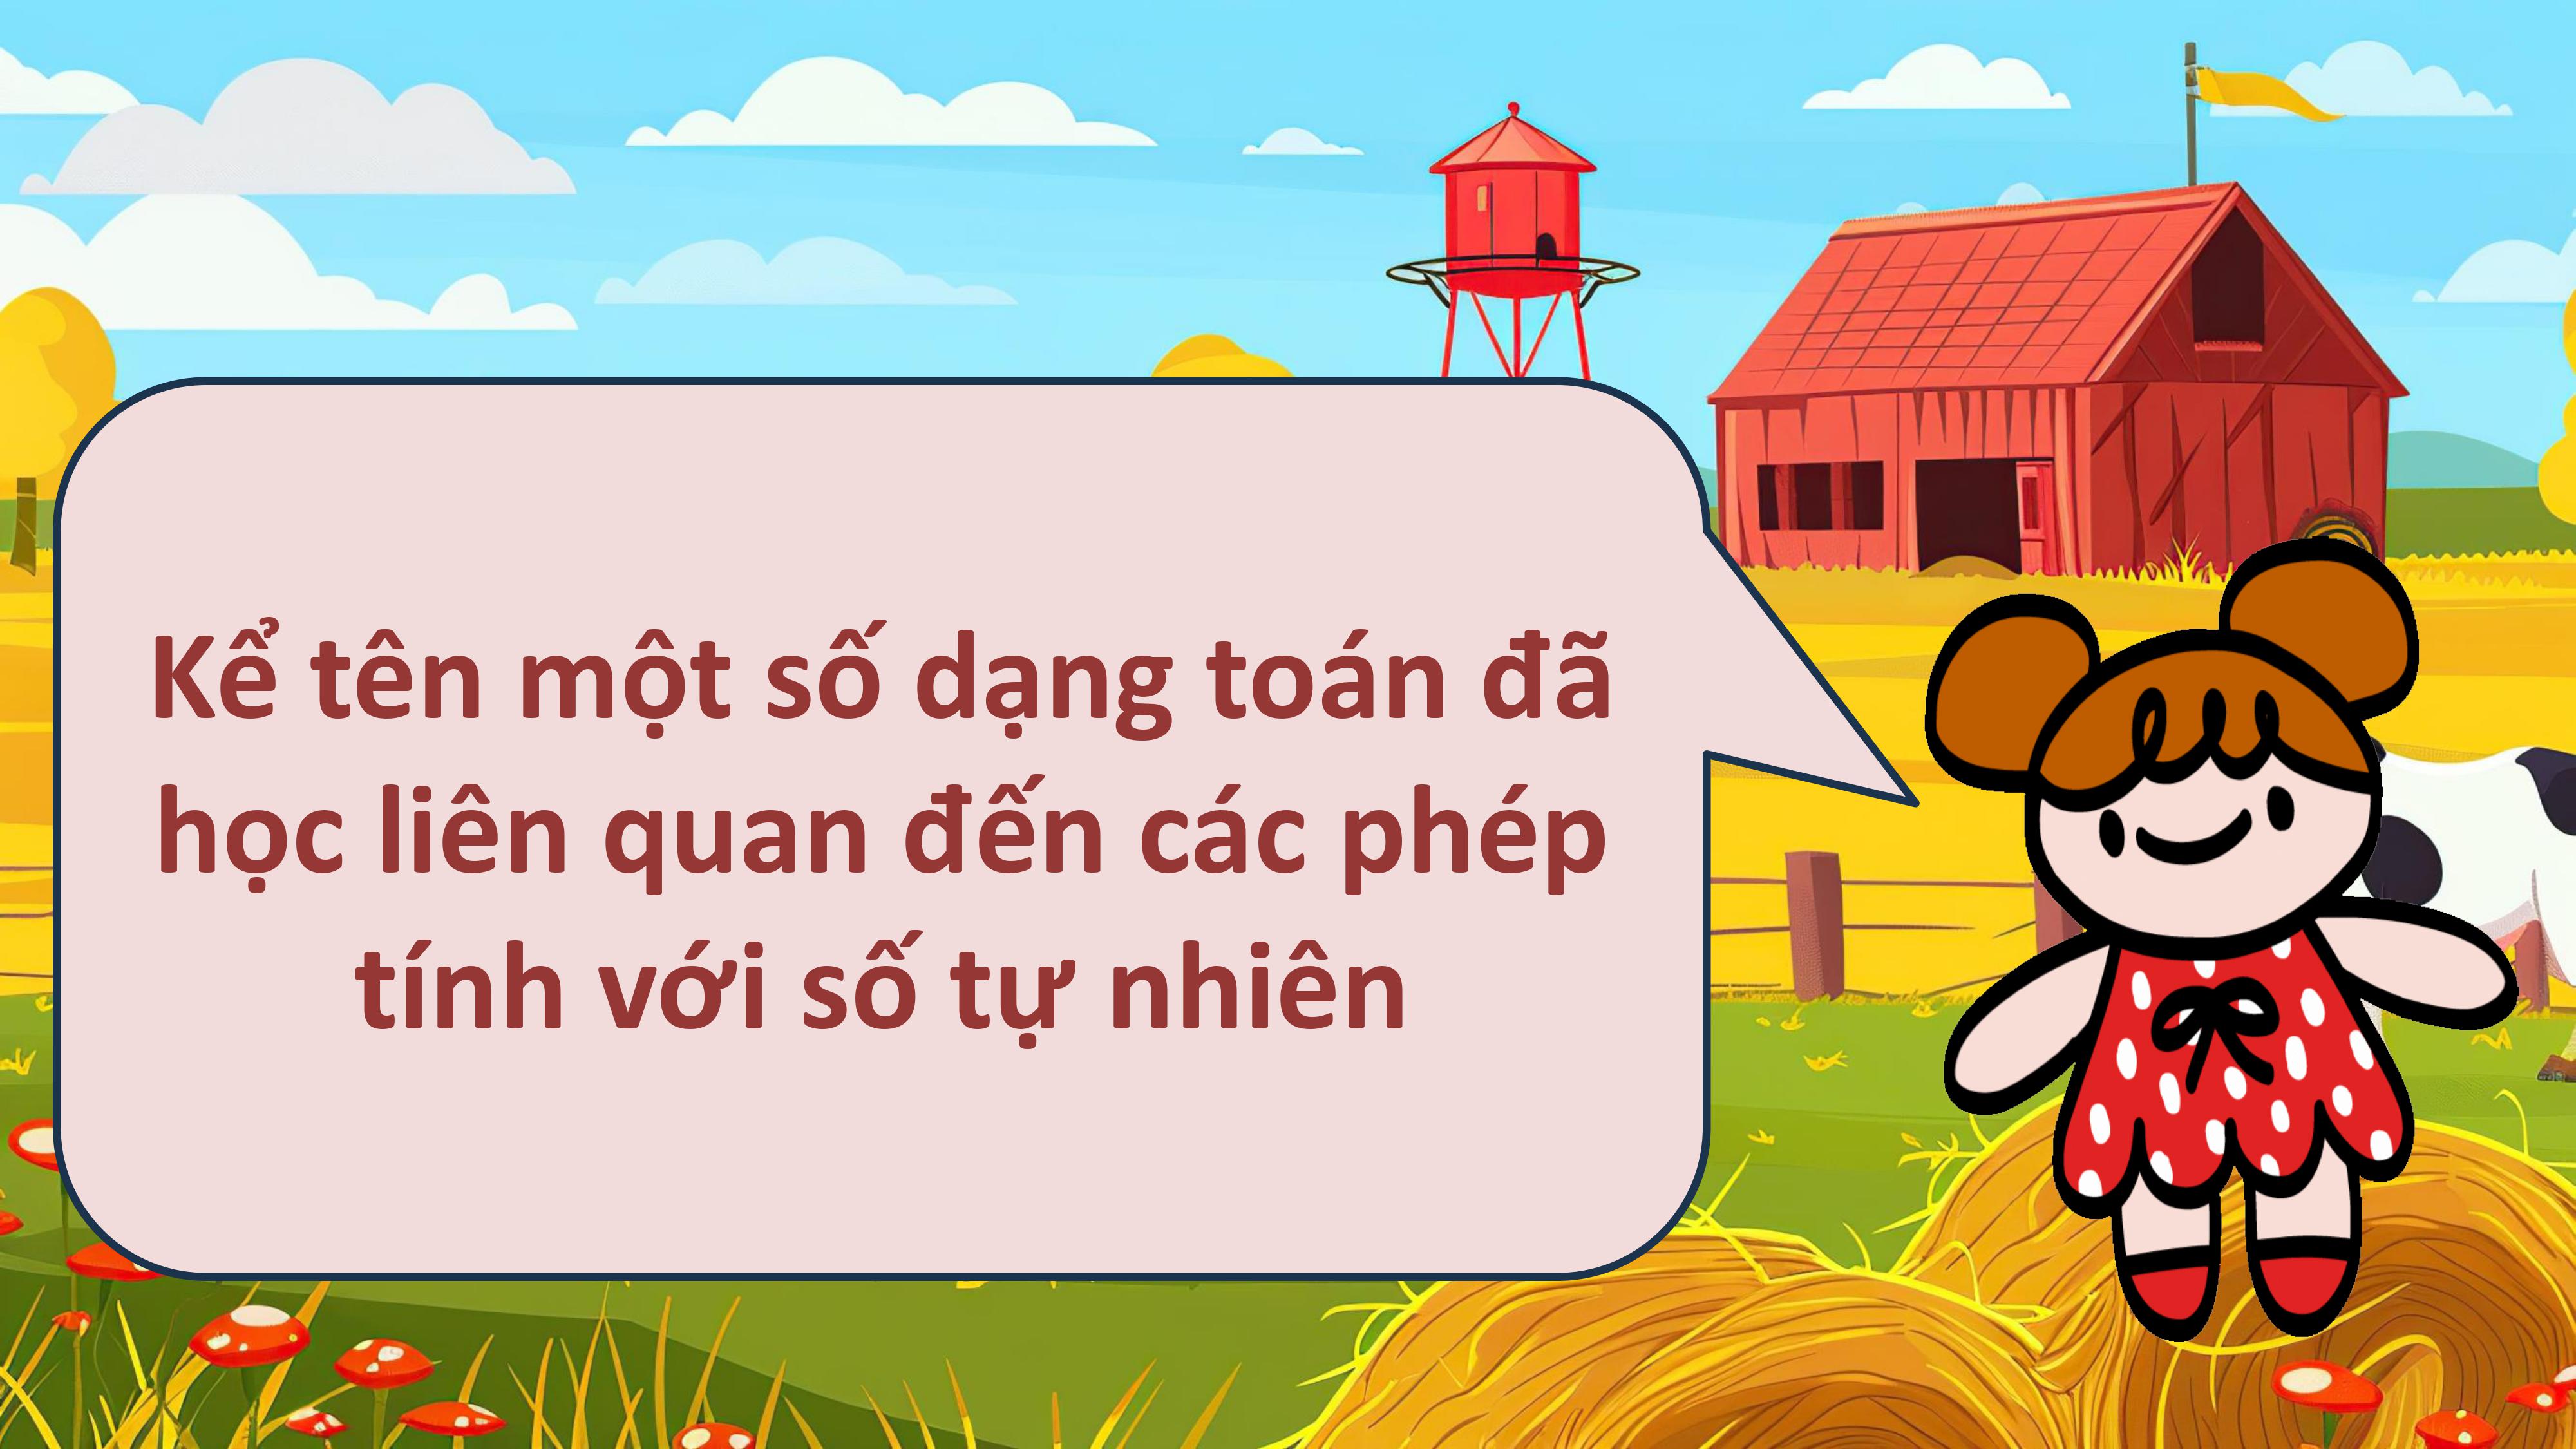 Kể tên một số dạng toán đã
học liên quan đến các phép
tính với số tự nhiên